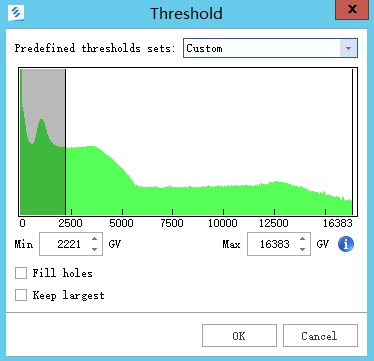 Threshold
Predefined thresholds sets: Custom
0 2500 5000 7500 10000 12500 16383
Min 2221 GV Max 16383 GV
Fill holes
Keep largest
OK Cancel